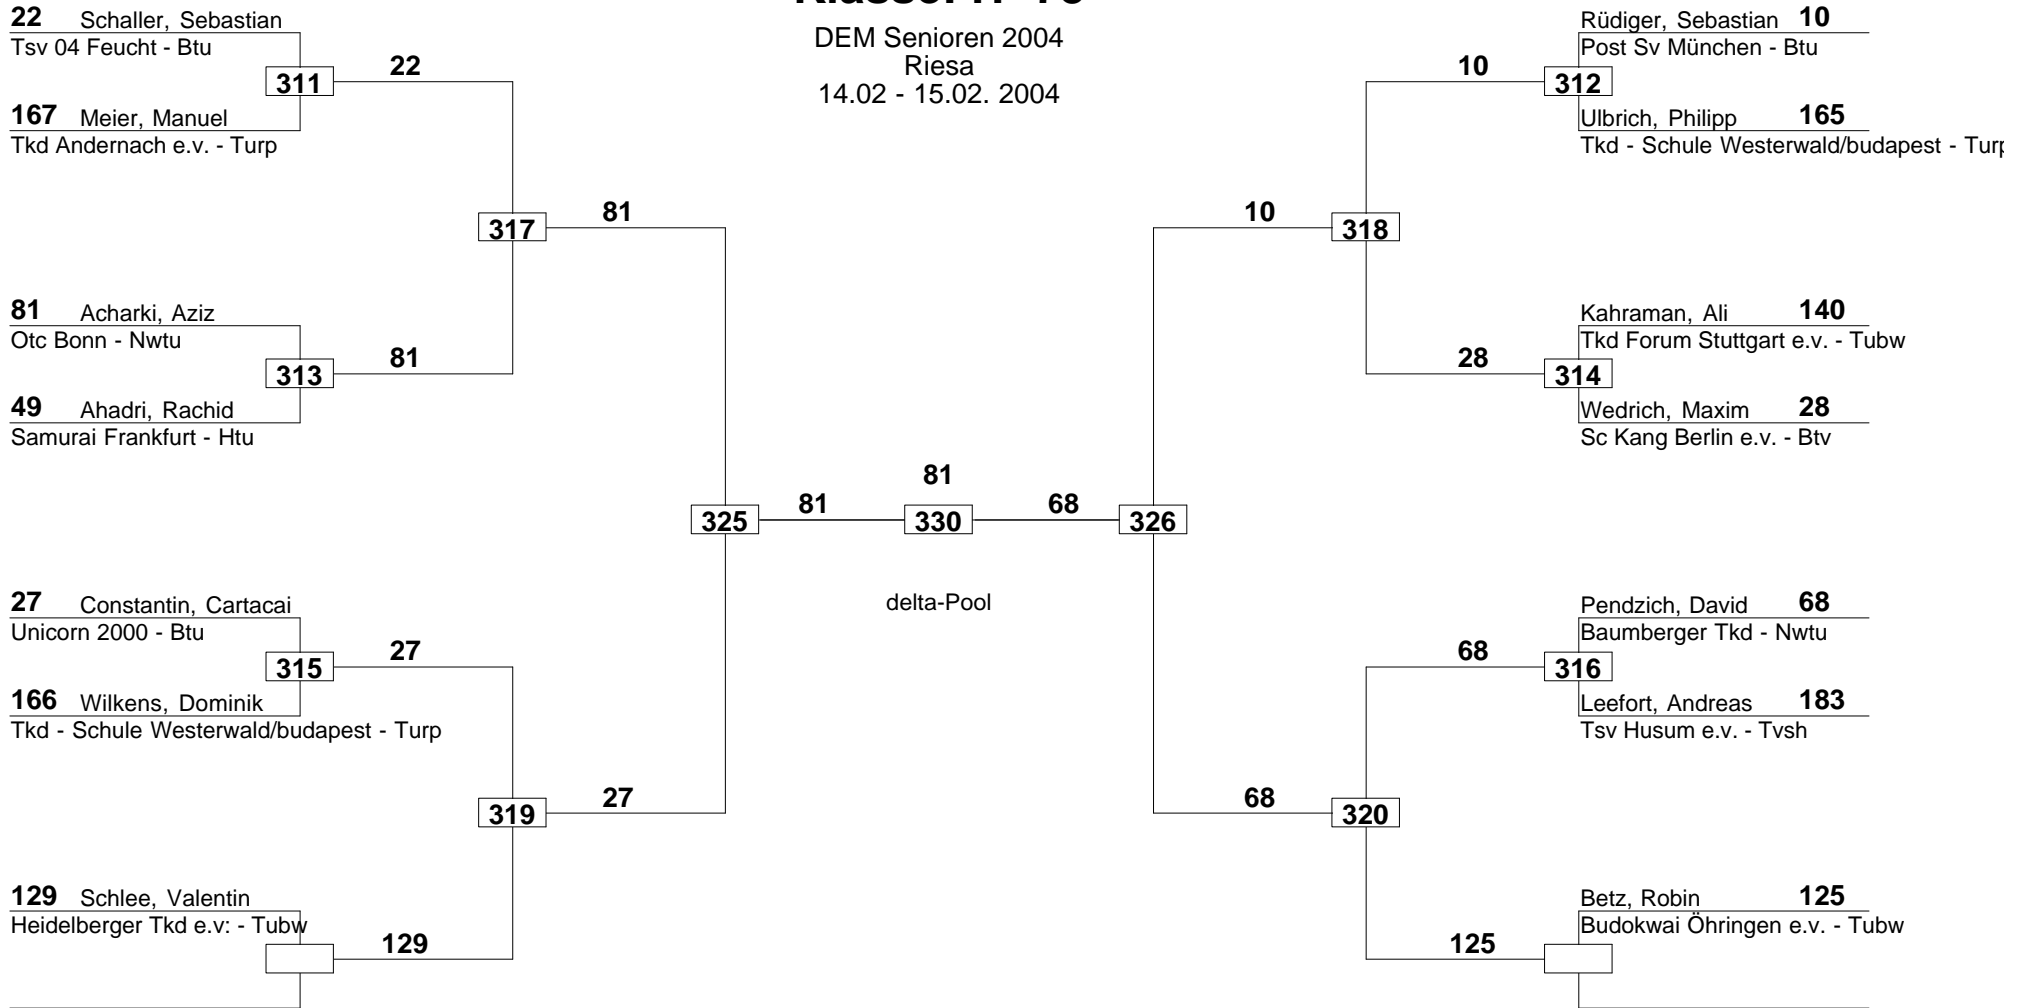 22 Schaller, Sebastian
Tsv 04 Feucht - Btu
311
22
167 Meier, Manuel
Tkd Andernach e.v. - Turp
317
81
81 Acharki, Aziz
Otc Bonn - Nwtu
313
81
49 Ahadri, Rachid
Samurai Frankfurt - Htu
325
81
27 Constantin, Cartacai
Unicorn 2000 - Btu
315
27
166 Wilkens, Dominik
Tkd - Schule Westerwald/budapest - Turp
319
27
129 Schlee, Valentin
Heidelberger Tkd e.v: - Tubw
129
DEM Senioren 2004
Riesa
14.02 - 15.02. 2004
81
330
delta-Pool
Rüdiger, Sebastian 10
Post Sv München - Btu
10
312
Ulbrich, Philipp 165
Tkd - Schule Westerwald/budapest -
10
318
Kahraman, Ali 140
Tkd Forum Stuttgart e.v. - Tubw
28
314
Wedrich, Maxim 28
Sc Kang Berlin e.v. - Btv
68
326
Pendzich, David 68
Baumberger Tkd - Nwtu
68
316
Leefort, Andreas 183
Tsv Husum e.v. - Tvsh
68
320
Betz, Robin 125
Budokwai Öhringen e.v. - Tubw
125